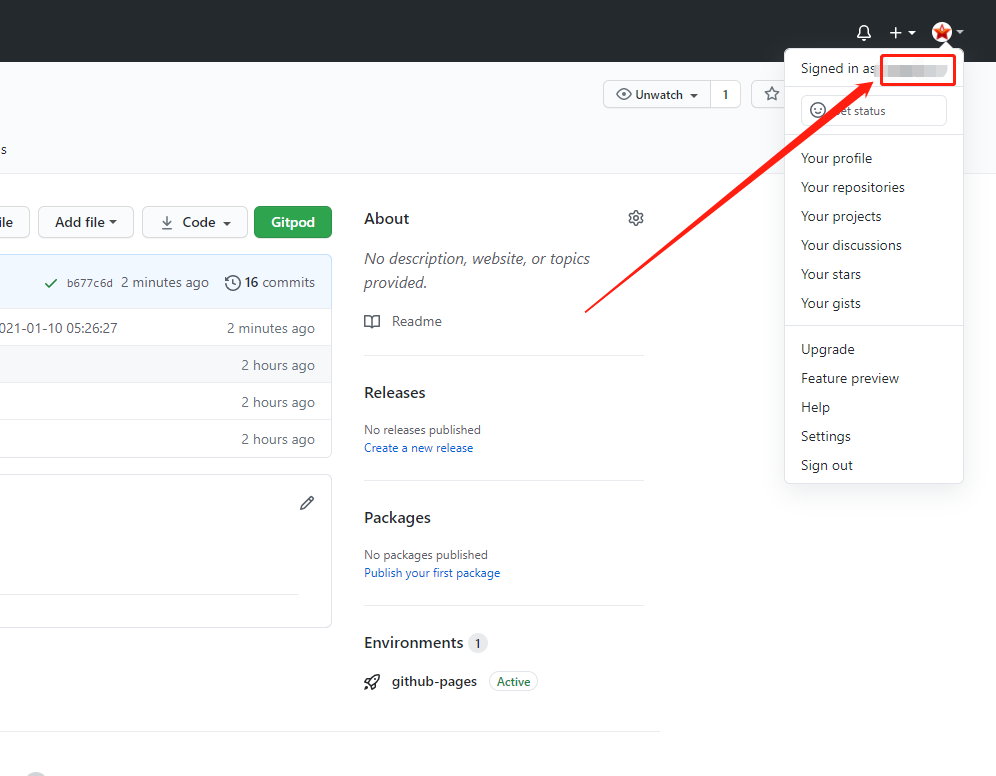 Signed in as
Set status
Unwatch 1
s
Your profile
Your repositories
Your projects
Your discussions
Your stars
Your gists
Upgrade
Feature preview
Help
Settings
Sign out
ile Add file Code Gitpod
b677c6d 2 minutes ago 16 commits
021-01-10 05:26:27 2 minutes ago
2 hours ago
2 hours ago
2 hours ago
About
No description, website, or topics
provided.
Readme
Releases
No releases published
Create a new release
Packages
No packages published
Publish your first package
Environments 1
github-pages Active